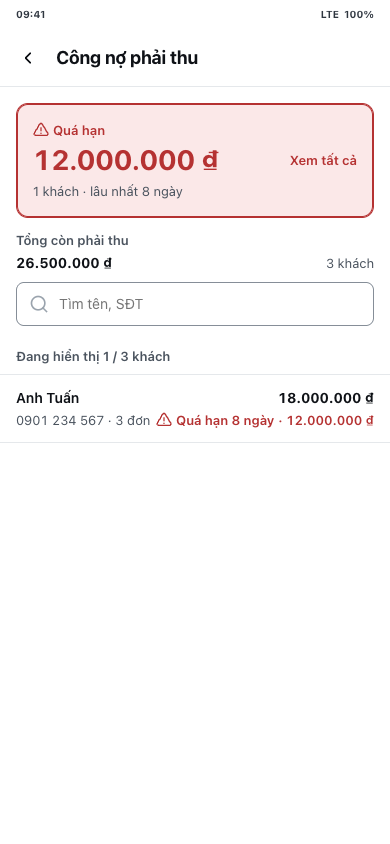 09:41 LTE 100%
Công nợ phải thu
Quá hạn
12.000.000 ₫
Xem tất cả
1 khách · lâu nhất 8 ngày
Tổng còn phải thu
26.500.000 ₫ 3 khách
Tìm tên, SĐT
Đang hiển thị 1 / 3 khách
Anh Tuấn 18.000.000 ₫
0901 234 567 · 3 đơn Quá hạn 8 ngày · 12.000.000 ₫